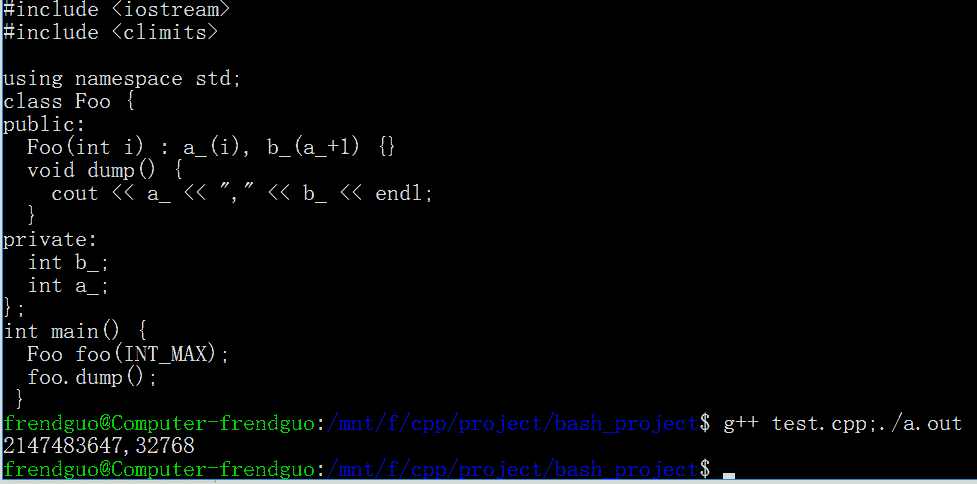 #include <iostream>
#include <climits>

using namespace std;
class Foo {
public:
  Foo(int i) : a_(i), b_(a_+1) {}
  void dump() {
    cout << a_ << "," << b_ << endl;
  }
private:
  int b_;
  int a_;
};
int main() {
  Foo foo(INT_MAX);
  foo.dump();
 }
frendguo@Computer-frendguo:/mnt/f/cpp/project/bash_project$ g++ test.cpp;./a.out
2147483647,32768
frendguo@Computer-frendguo:/mnt/f/cpp/project/bash_project$